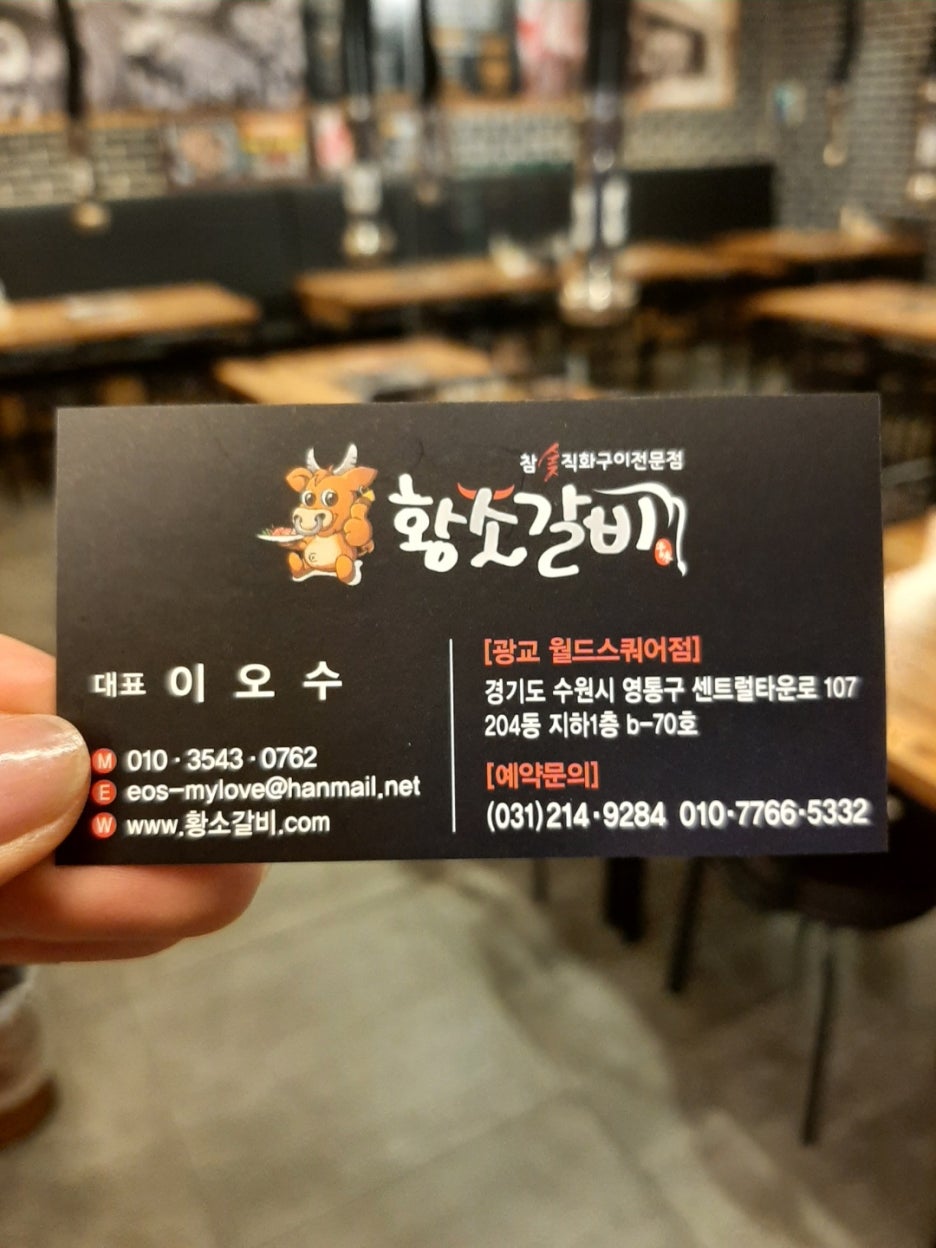 참숯직화구이전문점
황소갈비
대표 이 오 수
M 010·3543·0762
E eos-mylove@hanmail.net
W www.황소갈비.com
[광교 월드스퀘어점]
경기도 수원시 영통구 센트럴타운로 107
204동 지하1층 b-70호
[예약문의]
(031)214·9284 010·7766·5332